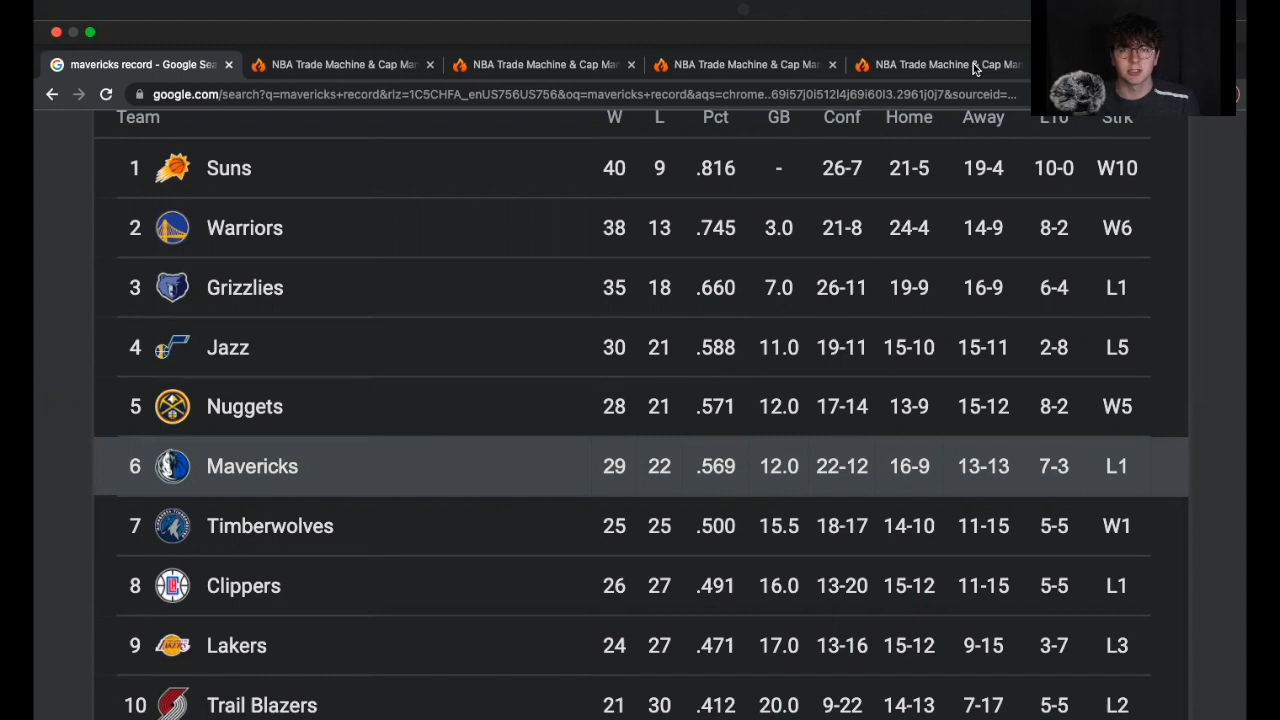 mavericks record - Google Sea
NBA Trade Machine & Cap Man
NBA Trade Machine & Cap Man
NBA Trade Machine & Cap Man
NBA Trade Machine & Cap Man
google.com/search?q=mavericks+record&rlz=1C5CHFA_enUS756US756&oq=mavericks+record&aqs=chrome..69i57j0i512l4j69i60l3.2961j0j7&sourceid=...
Team W L Pct GB Conf Home Away L10 Strk
1 Suns 40 9 .816 - 26-7 21-5 19-4 10-0 W10
2 Warriors 38 13 .745 3.0 21-8 24-4 14-9 8-2 W6
3 Grizzlies 35 18 .660 7.0 26-11 19-9 16-9 6-4 L1
4 Jazz 30 21 .588 11.0 19-11 15-10 15-11 2-8 L5
5 Nuggets 28 21 .571 12.0 17-14 13-9 15-12 8-2 W5
6 Mavericks 29 22 .569 12.0 22-12 16-9 13-13 7-3 L1
7 Timberwolves 25 25 .500 15.5 18-17 14-10 11-15 5-5 W1
8 Clippers 26 27 .491 16.0 13-20 15-12 11-15 5-5 L1
9 Lakers 24 27 .471 17.0 13-16 15-12 9-15 3-7 L3
10 Trail Blazers 21 30 .412 20.0 9-22 14-13 7-17 5-5 L2